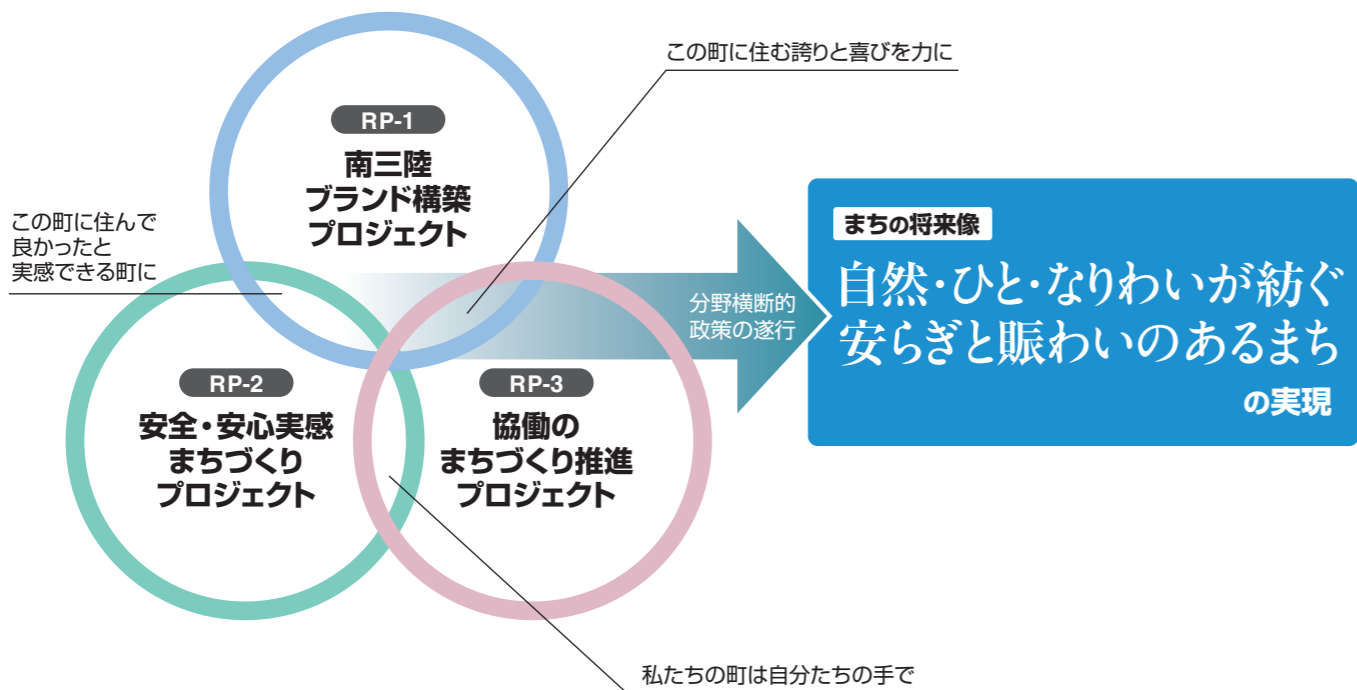 この町に住む誇りと喜びを力に
RP-1
南三陸
ブランド構築
プロジェクト
この町に住んで
良かったと
実感できる町に
RP-2
安全・安心実感
まちづくり
プロジェクト
RP-3
協働の
まちづくり推進
プロジェクト
私たちの町は自分たちの手で
分野横断的
政策の遂行
まちの将来像
自然・ひと・なりわいが紡ぐ
安らぎと賑わいのあるまち
の実現